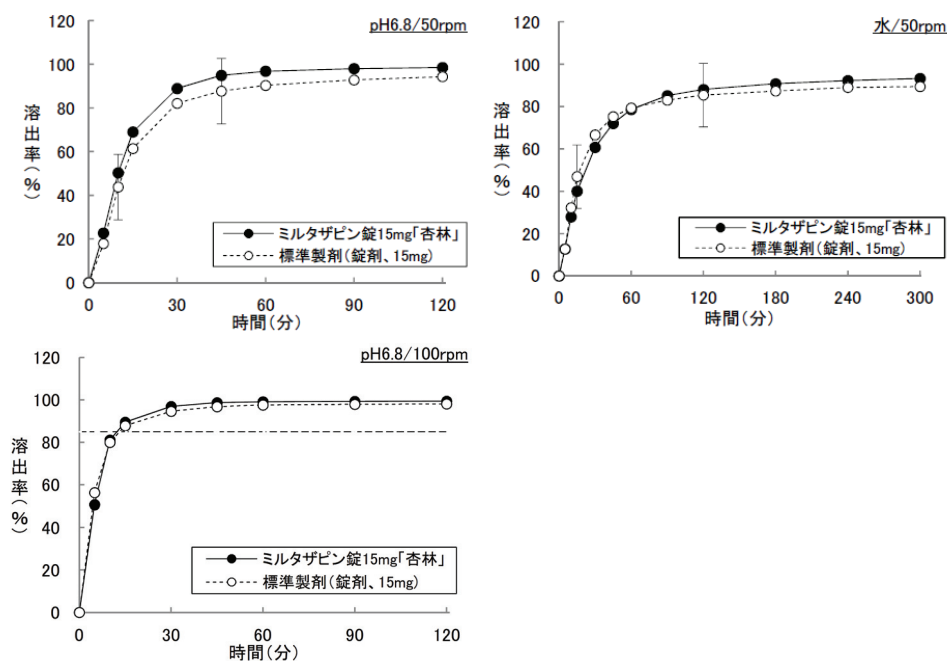 pH6.8/50rpm
120
100
80
60
40
20
0
溶出率(%)
0 30 60 90 120
時間(分)
ミルタザピン錠15mg「杏林」
標準製剤(錠剤、15mg)
水/50rpm
120
100
80
60
40
20
0
溶出率(%)
0 60 120 180 240 300
時間(分)
ミルタザピン錠15mg「杏林」
標準製剤(錠剤、15mg)
pH6.8/100rpm
120
100
80
60
40
20
0
溶出率(%)
0 30 60 90 120
時間(分)
ミルタザピン錠15mg「杏林」
標準製剤(錠剤、15mg)